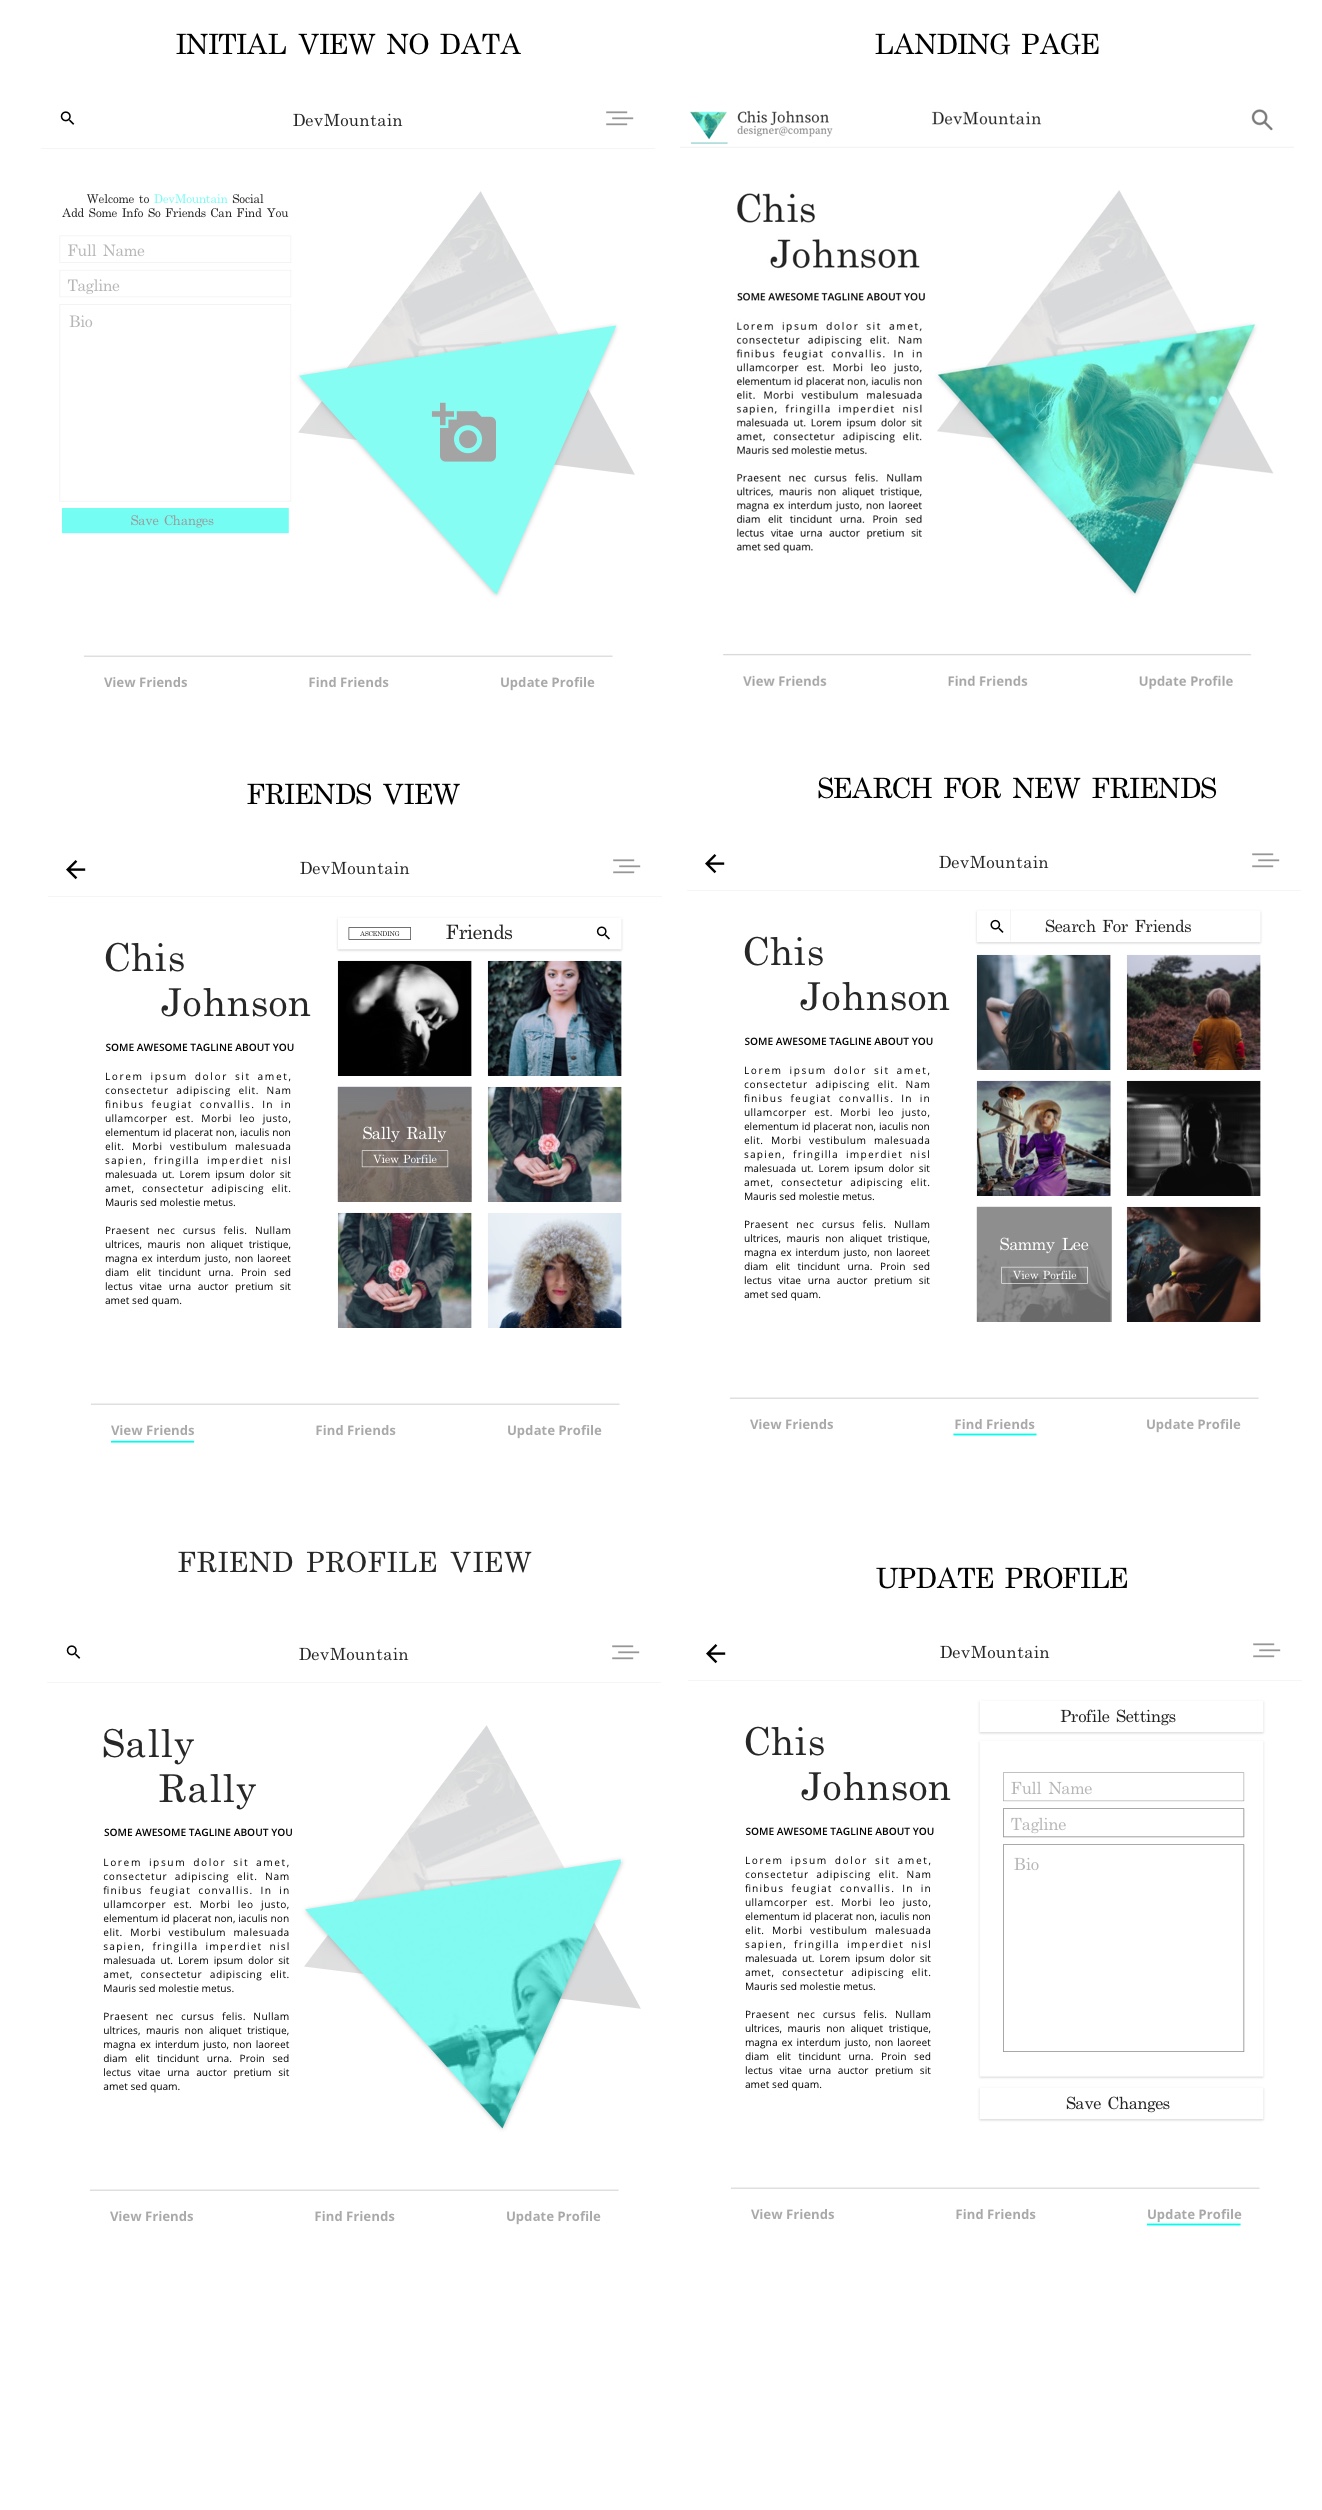 INITIAL VIEW NO DATA
DevMountain
Welcome to DevMountain Social
Add Some Info So Friends Can Find You
Full Name
Tagline
Bio
Save Changes
View Friends
Find Friends
Update Profile
LANDING PAGE
Chis Johnson
designer@company
DevMountain
Chis
Johnson
SOME AWESOME TAGLINE ABOUT YOU
Lorem ipsum dolor sit amet,
consectetur adipiscing elit. Nam
finibus feugiat convallis. In in
ullamcorper est. Morbi leo justo,
elementum id placerat non, iaculis non
elit. Morbi vestibulum malesuada
sapien, fringilla imperdiet nisl
malesuada ut. Lorem ipsum dolor sit
amet, consectetur adipiscing elit.
Mauris sed molestie metus.
Praesent nec cursus felis. Nullam
ultrices, mauris non aliquet tristique,
magna ex interdum justo, non laoreet
diam elit tincidunt urna. Proin sed
lectus vitae urna auctor pretium sit
amet sed quam.
View Friends
Find Friends
Update Profile
FRIENDS VIEW
DevMountain
Chis
Johnson
SOME AWESOME TAGLINE ABOUT YOU
Lorem ipsum dolor sit amet,
consectetur adipiscing elit. Nam
finibus feugiat convallis. In in
ullamcorper est. Morbi leo justo,
elementum id placerat non, iaculis non
elit. Morbi vestibulum malesuada
sapien, fringilla imperdiet nisl
malesuada ut. Lorem ipsum dolor sit
amet, consectetur adipiscing elit.
Mauris sed molestie metus.
Praesent nec cursus felis. Nullam
ultrices, mauris non aliquet tristique,
magna ex interdum justo, non laoreet
diam elit tincidunt urna. Proin sed
lectus vitae urna auctor pretium sit
amet sed quam.
ASCENDING
Friends
Sally Rally
View Porfile
View Friends
Find Friends
Update Profile
SEARCH FOR NEW FRIENDS
DevMountain
Chis
Johnson
SOME AWESOME TAGLINE ABOUT YOU
Lorem ipsum dolor sit amet,
consectetur adipiscing elit. Nam
finibus feugiat convallis. In in
ullamcorper est. Morbi leo justo,
elementum id placerat non, iaculis non
elit. Morbi vestibulum malesuada
sapien, fringilla imperdiet nisl
malesuada ut. Lorem ipsum dolor sit
amet, consectetur adipiscing elit.
Mauris sed molestie metus.
Praesent nec cursus felis. Nullam
ultrices, mauris non aliquet tristique,
magna ex interdum justo, non laoreet
diam elit tincidunt urna. Proin sed
lectus vitae urna auctor pretium sit
amet sed quam.
Search For Friends
Sammy Lee
View Porfile
View Friends
Find Friends
Update Profile
FRIEND PROFILE VIEW
DevMountain
Sally
Rally
SOME AWESOME TAGLINE ABOUT YOU
Lorem ipsum dolor sit amet,
consectetur adipiscing elit. Nam
finibus feugiat convallis. In in
ullamcorper est. Morbi leo justo,
elementum id placerat non, iaculis non
elit. Morbi vestibulum malesuada
sapien, fringilla imperdiet nisl
malesuada ut. Lorem ipsum dolor sit
amet, consectetur adipiscing elit.
Mauris sed molestie metus.
Praesent nec cursus felis. Nullam
ultrices, mauris non aliquet tristique,
magna ex interdum justo, non laoreet
diam elit tincidunt urna. Proin sed
lectus vitae urna auctor pretium sit
amet sed quam.
View Friends
Find Friends
Update Profile
UPDATE PROFILE
DevMountain
Chis
Johnson
SOME AWESOME TAGLINE ABOUT YOU
Lorem ipsum dolor sit amet,
consectetur adipiscing elit. Nam
finibus feugiat convallis. In in
ullamcorper est. Morbi leo justo,
elementum id placerat non, iaculis non
elit. Morbi vestibulum malesuada
sapien, fringilla imperdiet nisl
malesuada ut. Lorem ipsum dolor sit
amet, consectetur adipiscing elit.
Mauris sed molestie metus.
Praesent nec cursus felis. Nullam
ultrices, mauris non aliquet tristique,
magna ex interdum justo, non laoreet
diam elit tincidunt urna. Proin sed
lectus vitae urna auctor pretium sit
amet sed quam.
Profile Settings
Full Name
Tagline
Bio
Save Changes
View Friends
Find Friends
Update Profile